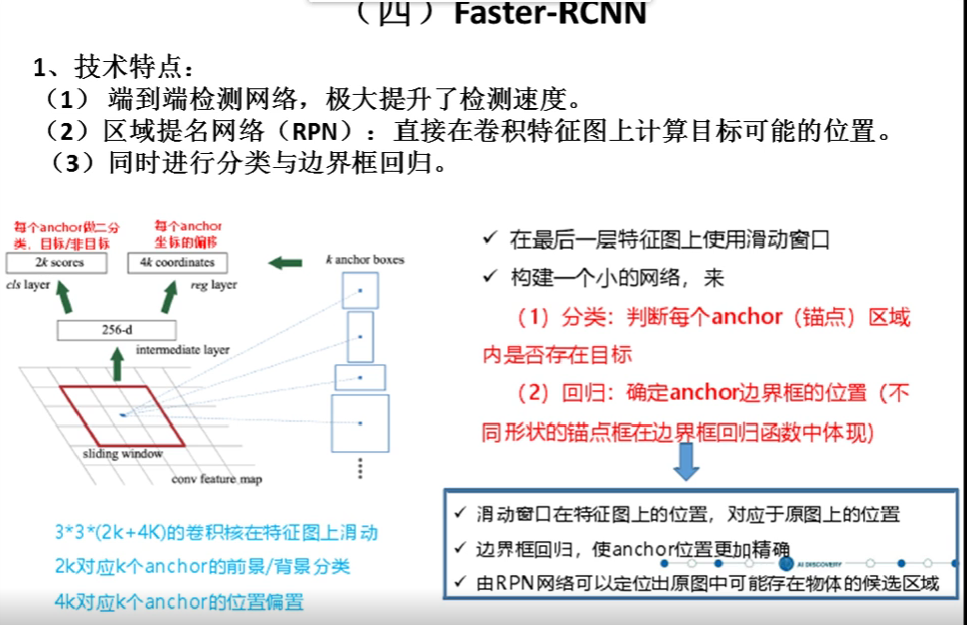 （四）Faster-RCNN
1、技术特点：
（1） 端到端检测网络，极大提升了检测速度。
（2）区域提名网络（RPN）：直接在卷积特征图上计算目标可能的位置。
（3）同时进行分类与边界框回归。
每个anchor做二分
类，目标/非目标
每个anchor
坐标的偏移
2k scores
4k coordinates
k anchor boxes
cls layer
reg layer
256-d
intermediate layer
sliding window
conv feature map
3*3*(2k+4K)的卷积核在特征图上滑动
2k对应k个anchor的前景/背景分类
4k对应k个anchor的位置偏置
✓ 在最后一层特征图上使用滑动窗口
✓ 构建一个小的网络，来
（1）分类：判断每个anchor（锚点）区域
内是否存在目标
（2）回归：确定anchor边界框的位置（不
同形状的锚点框在边界框回归函数中体现)
✓ 滑动窗口在特征图上的位置，对应于原图上的位置
✓ 边界框回归，使anchor位置更加精确
AI DISCOVERY
✓ 由RPN网络可以定位出原图中可能存在物体的候选区域